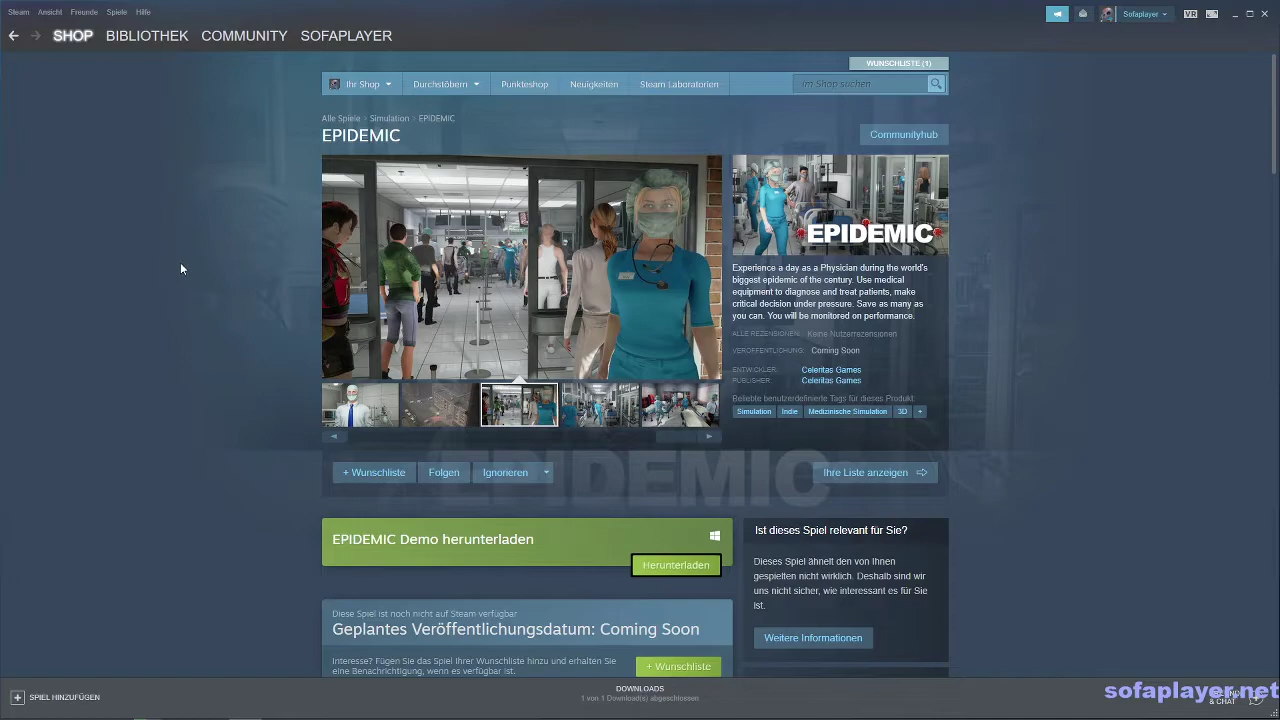 Steam Ansicht Freunde Spiele Hilfe
Sofaplayer
VR
SHOP BIBLIOTHEK COMMUNITY SOFAPLAYER
WUNSCHLISTE (1)
Ihr Shop Durchstöbern Punkteshop Neuigkeiten Steam Laboratorien
Im Shop suchen
Alle Spiele > Simulation > EPIDEMIC
EPIDEMIC
Communityhub
EPIDEMIC
Experience a day as a Physician during the world's
biggest epidemic of the century. Use medical
equipment to diagnose and treat patients, make
critical decision under pressure. Save as many as
you can. You will be monitored on performance.
ALLE REZENSIONEN: Keine Nutzerrezensionen
VERÖFFENTLICHUNG: Coming Soon
ENTWICKLER: Celeritas Games
PUBLISHER: Celeritas Games
Beliebte benutzerdefinierte Tags für dieses Produkt:
Simulation Indie Medizinische Simulation 3D +
+ Wunschliste Folgen Ignorieren
Ihre Liste anzeigen
EPIDEMIC
EPIDEMIC Demo herunterladen
Herunterladen
Ist dieses Spiel relevant für Sie?
Dieses Spiel ähnelt den von Ihnen
gespielten nicht wirklich. Deshalb sind wir
uns nicht sicher, wie interessant es für Sie
ist.
Weitere Informationen
Diese Spiel ist noch nicht auf Steam verfügbar
Geplantes Veröffentlichungsdatum: Coming Soon
Interesse? Fügen Sie das Spiel Ihrer Wunschliste hinzu und erhalten Sie
eine Benachrichtigung, wenn es verfügbar ist.
+ Wunschliste
SPIEL HINZUFÜGEN
DOWNLOADS
1 von 1 Download(s) abgeschlossen
& CHAT
sofaplayer.net